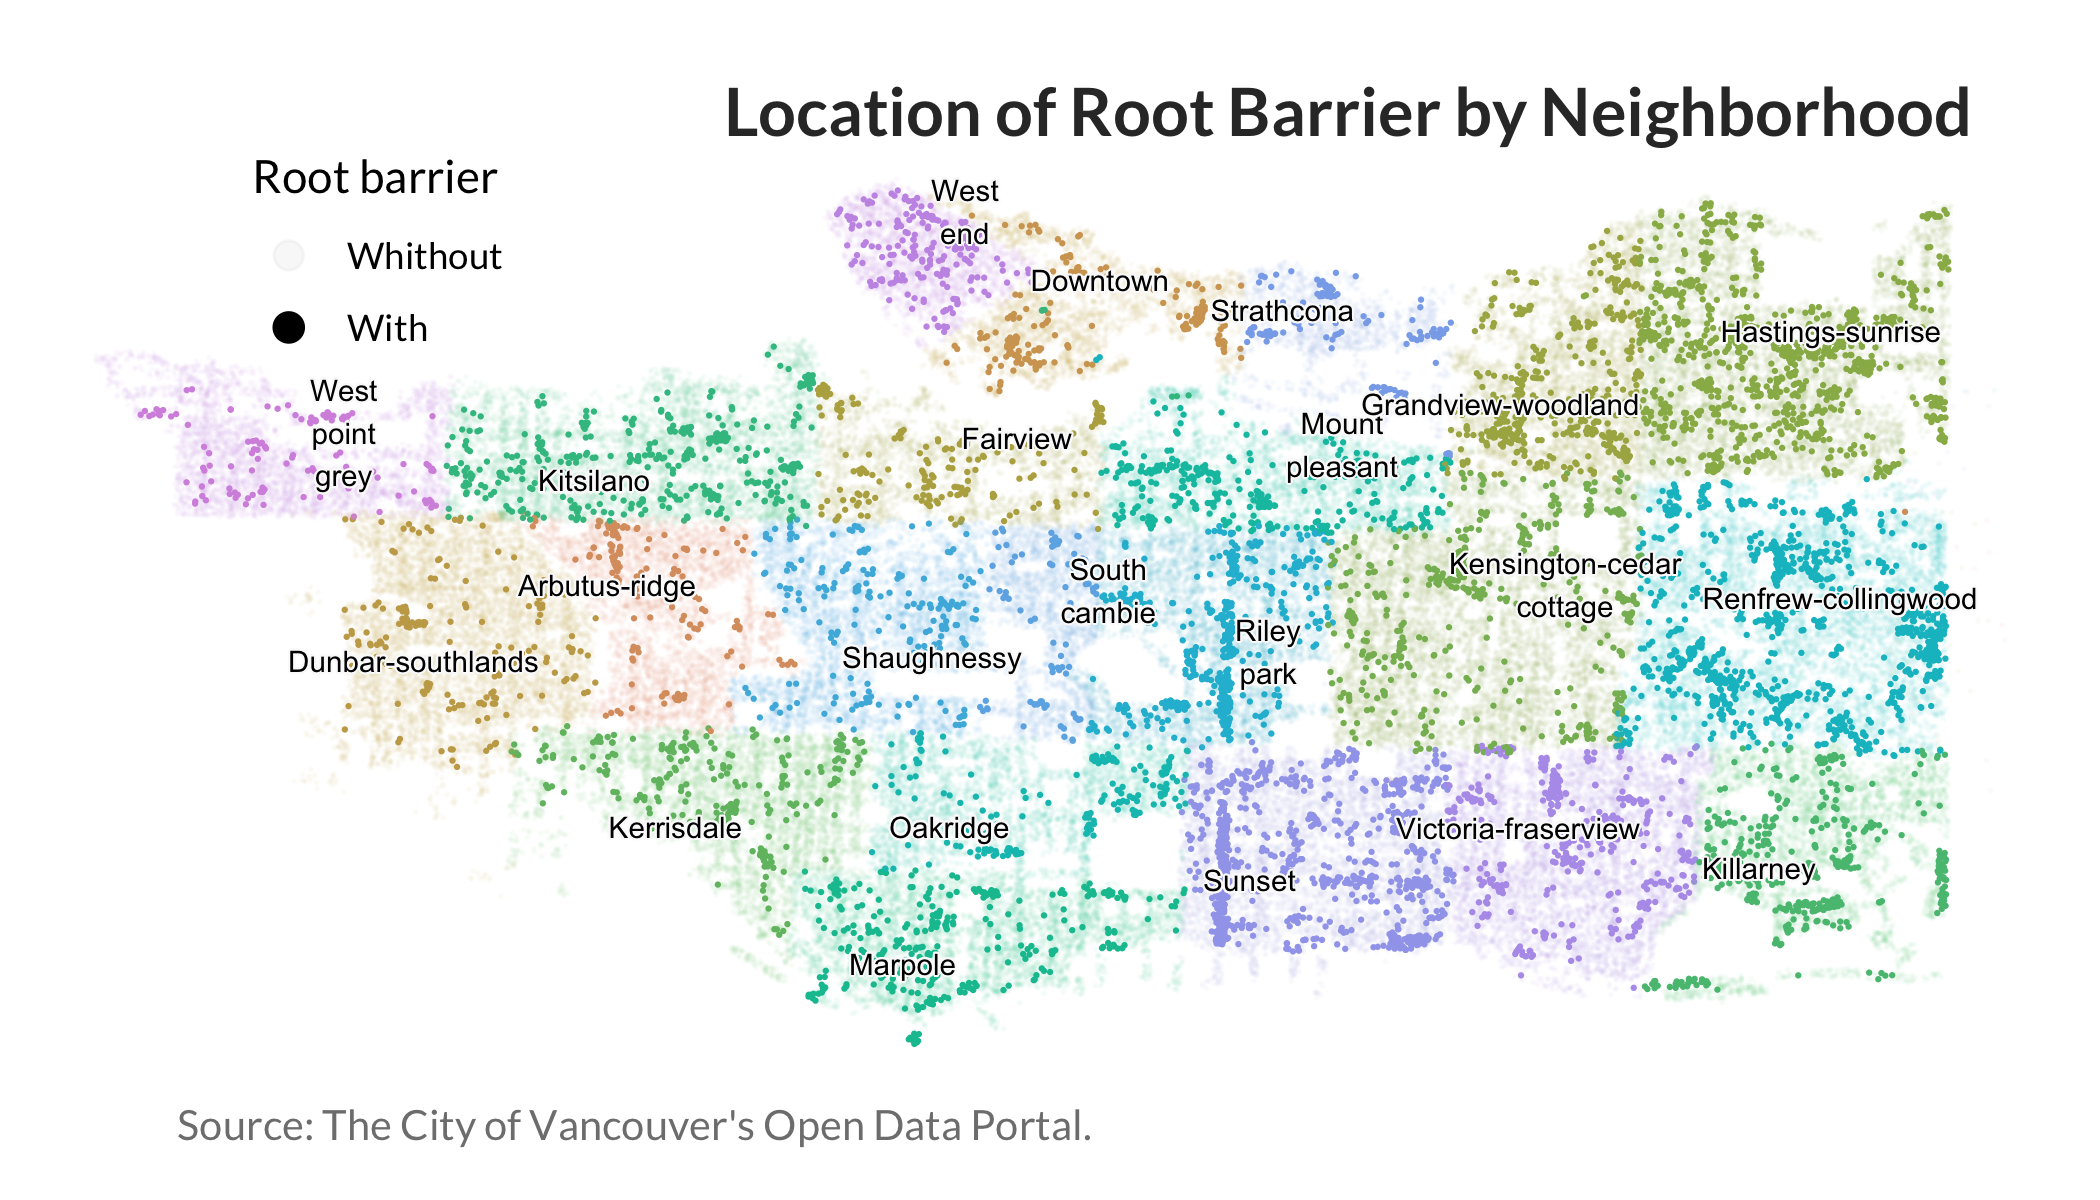 Location of Root Barrier by Neighborhood
Root barrier
Whithout
With
West
end
Downtown
Strathcona
Hastings-sunrise
West
point
grey
Grandview-woodland
Mount
pleasant
Fairview
Kitsilano
Kensington-cedar
cottage
South
cambie
Arbutus-ridge
Renfrew-collingwood
Riley
park
Dunbar-southlands
Shaughnessy
Kerrisdale
Oakridge
Victoria-fraserview
Killarney
Sunset
Marpole
Source: The City of Vancouver's Open Data Portal.